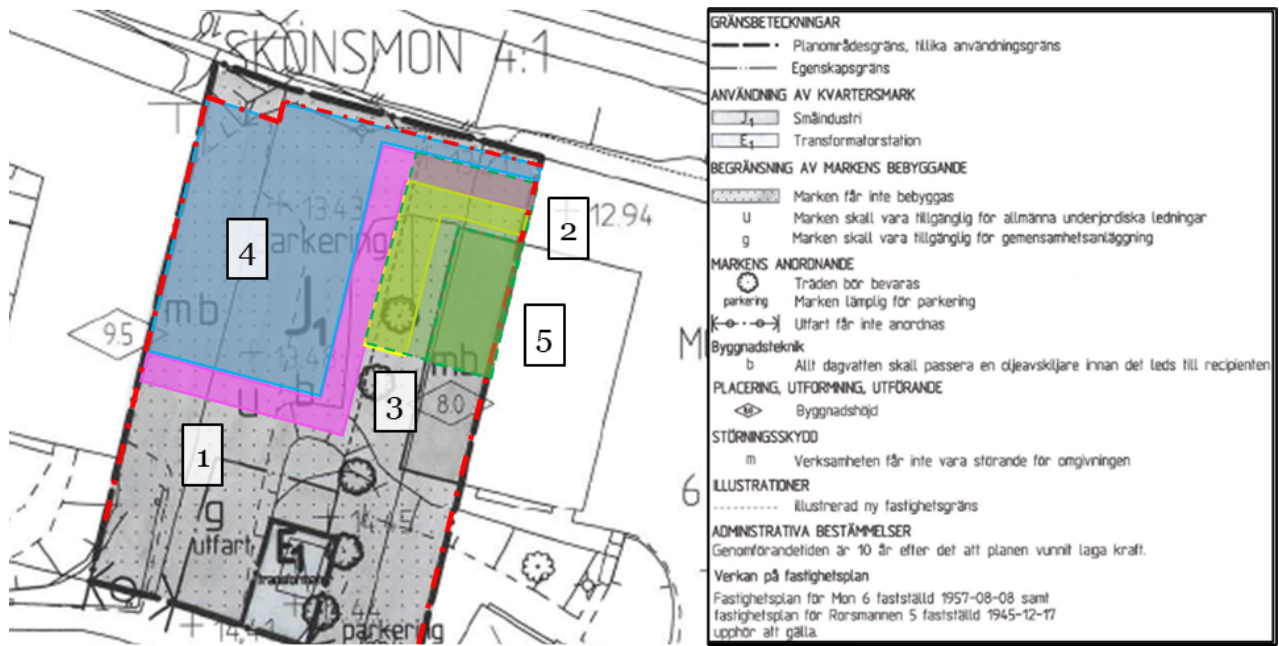 SKÖNSMON 4:1
13.43
parkering
12.94
4
2
5
3
1
9.5
m b
J1
b
u
mb
8.0
M
6
g
utfart
E1
transformator
14.45
44
14.41
parkering
GRÄNSBETECKNINGAR
Planområdesgräns, tillika användningsgräns
Egenskapsgräns
ANVÄNDNING AV KVARTERSMARK
J1 Småindustri
E1 Transformatorstation
BEGRÄNSNING AV MARKENS BEBYGGANDE
Marken får inte bebyggas
u Marken skall vara tillgänglig för allmänna underjordiska ledningar
g Marken skall vara tillgänglig för gemensamhetsanläggning
MARKENS ANORDNANDE
Träden bör bevaras
parkering Marken lämplig för parkering
Utfart får inte anordnas
Byggnadsteknik
b Allt dagvatten skall passera en oljeavskiljare innan det leds till recipienten
PLACERING, UTFORMNING, UTFÖRANDE
Byggnadshöjd
STÖRNINGSSKYDD
m Verksamheten får inte vara störande för omgivningen
ILLUSTRATIONER
illustrerad ny fastighetsgräns
ADMINISTRATIVA BESTÄMMELSER
Genomförandetiden är 10 år efter det att planen vunnit laga kraft.
Verkan på fastighetsplan
Fastighetsplan för Mon 6 fastställd 1957-08-08 samt
fastighetsplan för Rorsmannen 5 fastställd 1945-12-17
upphör att gälla